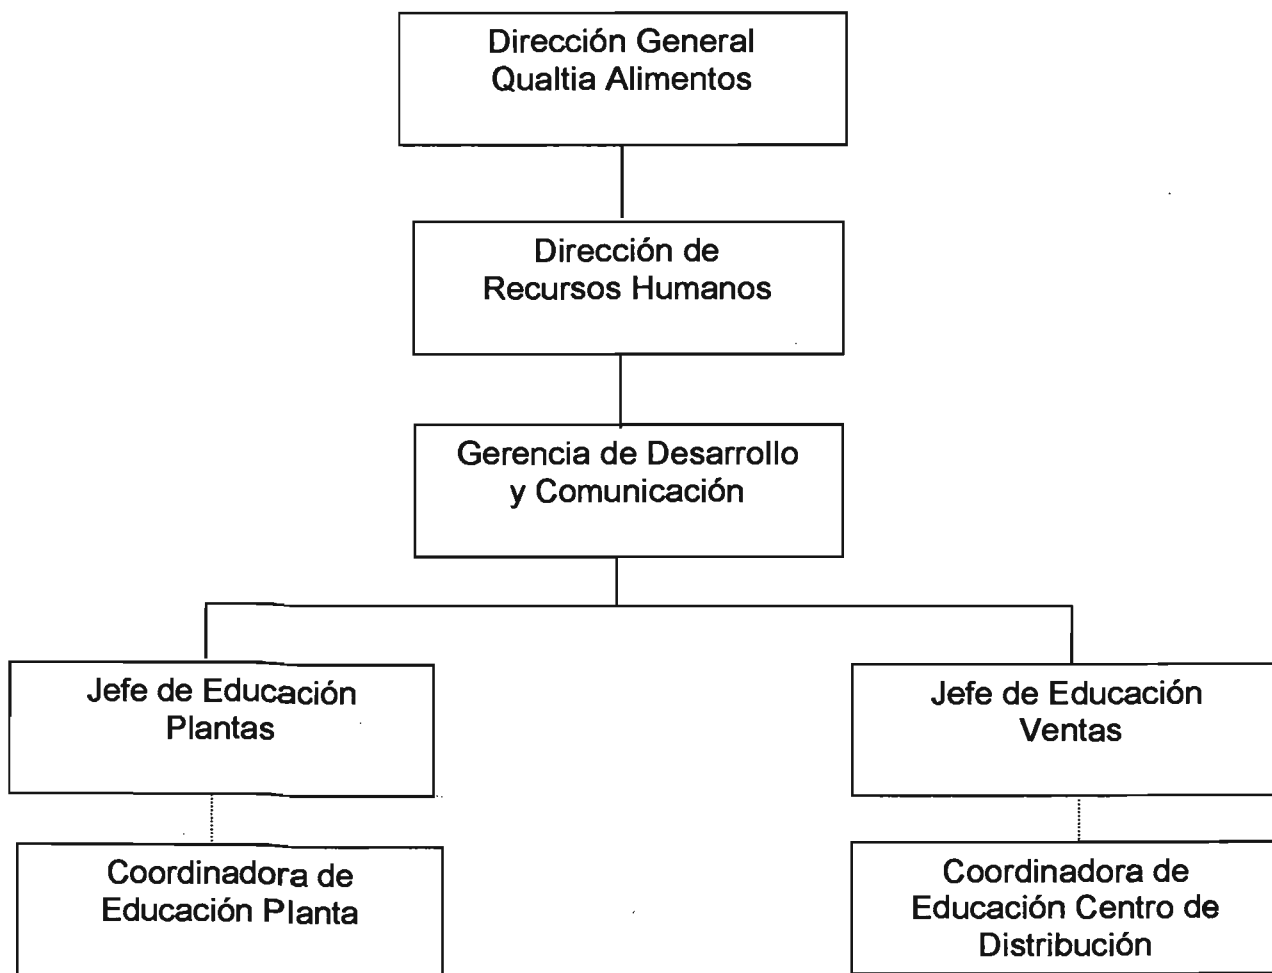 Dirección General
Qualtia Alimentos
Dirección de
Recursos Humanos
Gerencia de Desarrollo
y Comunicación
Jefe de Educación
Plantas
Jefe de Educación
Ventas
Coordinadora de
Educación Planta
Coordinadora de
Educación Centro de
Distribución